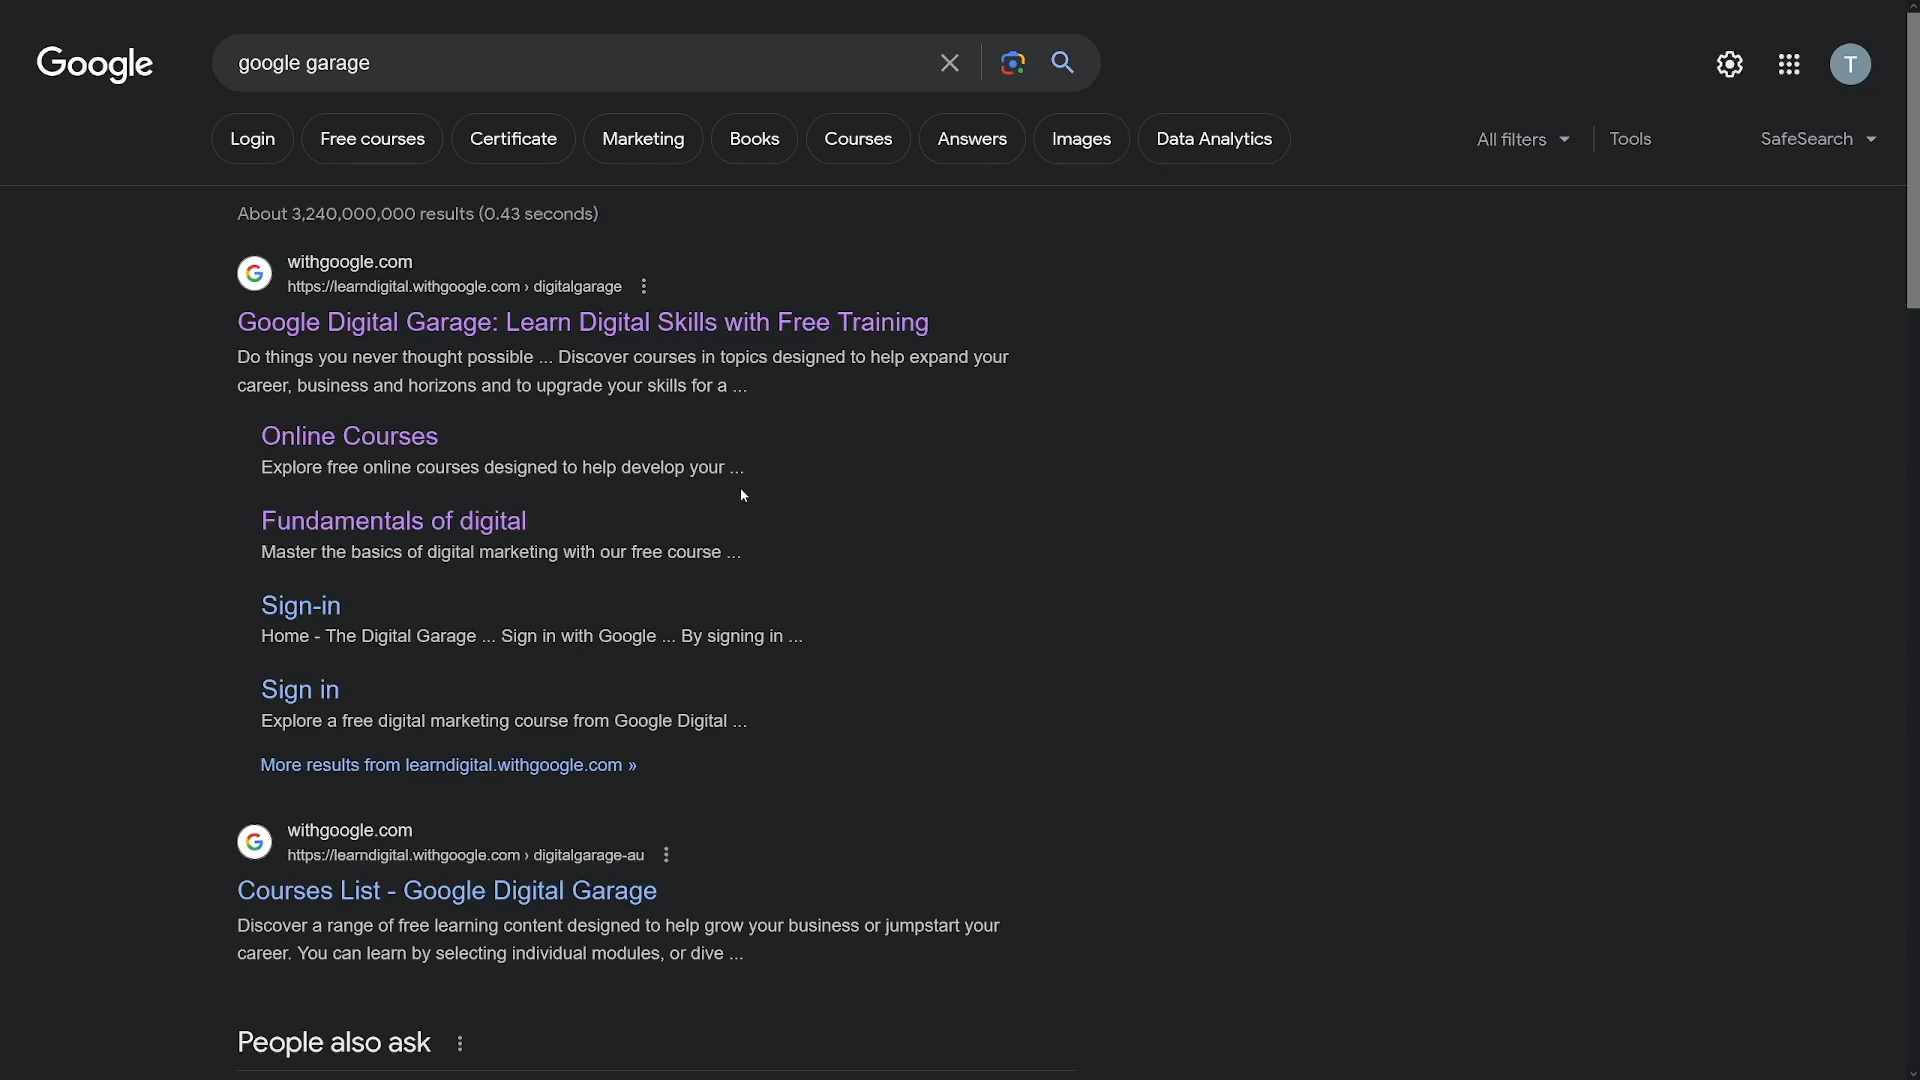 Google
google garage
T
Login
Free courses
Certificate
Marketing
Books
Courses
Answers
Images
Data Analytics
All filters
Tools
SafeSearch
About 3,240,000,000 results (0.43 seconds)
withgoogle.com
https://learndigital.withgoogle.com › digitalgarage
Google Digital Garage: Learn Digital Skills with Free Training
Do things you never thought possible ... Discover courses in topics designed to help expand your
career, business and horizons and to upgrade your skills for a ...
Online Courses
Explore free online courses designed to help develop your ...
Fundamentals of digital
Master the basics of digital marketing with our free course ...
Sign-in
Home - The Digital Garage ... Sign in with Google ... By signing in ...
Sign in
Explore a free digital marketing course from Google Digital ...
More results from learndigital.withgoogle.com »
withgoogle.com
https://learndigital.withgoogle.com › digitalgarage-au
Courses List - Google Digital Garage
Discover a range of free learning content designed to help grow your business or jumpstart your
career. You can learn by selecting individual modules, or dive ...
People also ask